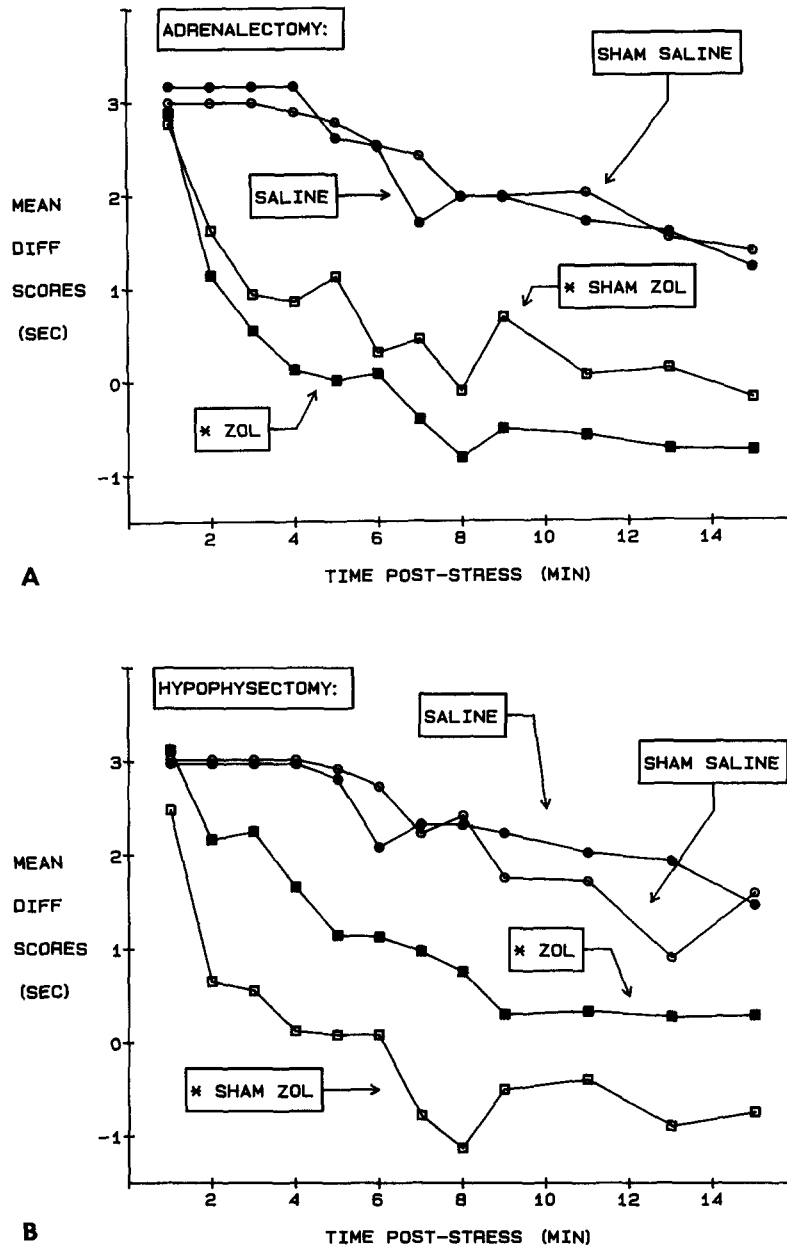 ADRENALECTOMY:
SHAM SALINE
3
SALINE
MEAN
2
DIFF
SCORES
1
* SHAM ZOL
(SEC)
0
* ZOL
-1
2 4 6 8 10 12 14
A
TIME POST-STRESS (MIN)
HYPOPHYSECTOMY:
SALINE
3
SHAM SALINE
MEAN
2
DIFF
SCORES
1
* ZOL
(SEC)
0
* SHAM ZOL
-1
2 4 6 8 10 12 14
B
TIME POST-STRESS (MIN)